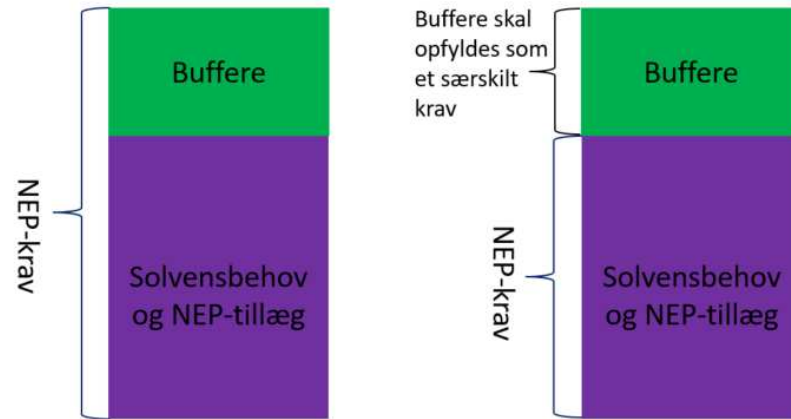 Buffere
NEP-krav
Solvensbehov
og NEP-tillæg
Buffere skal
opfyldes som
et særskilt
krav
Buffere
NEP-krav
Solvensbehov
og NEP-tillæg